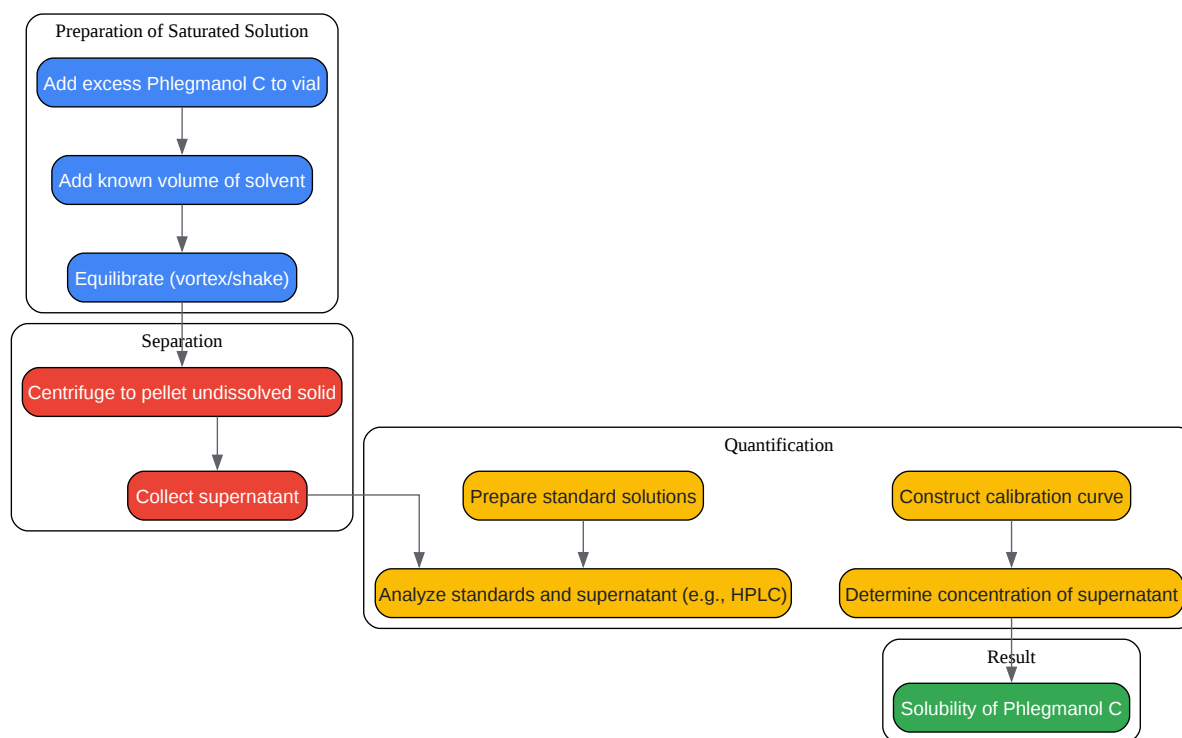 Preparation of Saturated Solution
Add excess Phlegmanol C to vial
Add known volume of solvent
Equilibrate (vortex/shake)
Separation
Centrifuge to pellet undissolved solid
Collect supernatant
Quantification
Prepare standard solutions
Construct calibration curve
Analyze standards and supernatant (e.g., HPLC)
Determine concentration of supernatant
Result
Solubility of Phlegmanol C